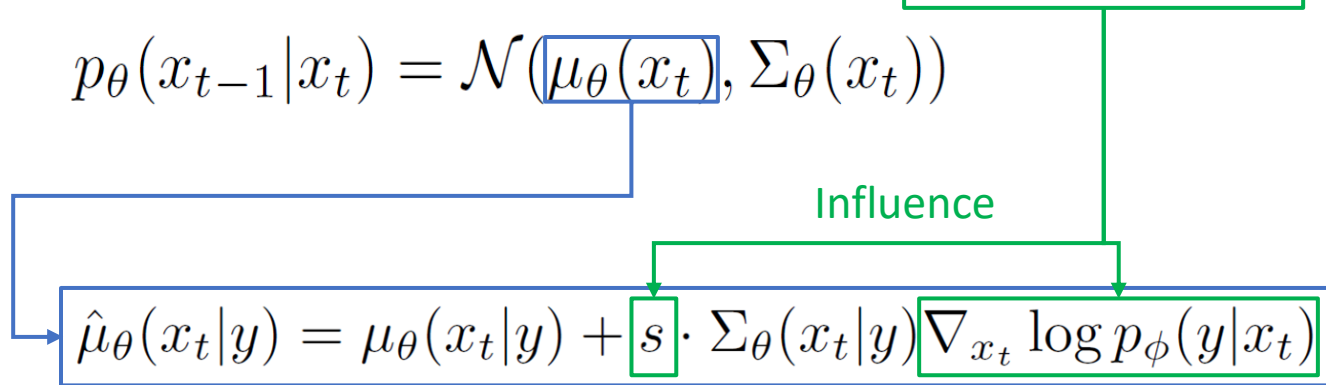 p_θ(x_{t−1}|x_t) = 𝒩(μ_θ(x_t), Σ_θ(x_t))
Influence
μ̂_θ(x_t|y) = μ_θ(x_t|y) + s · Σ_θ(x_t|y)∇_{x_t} log p_ϕ(y|x_t)